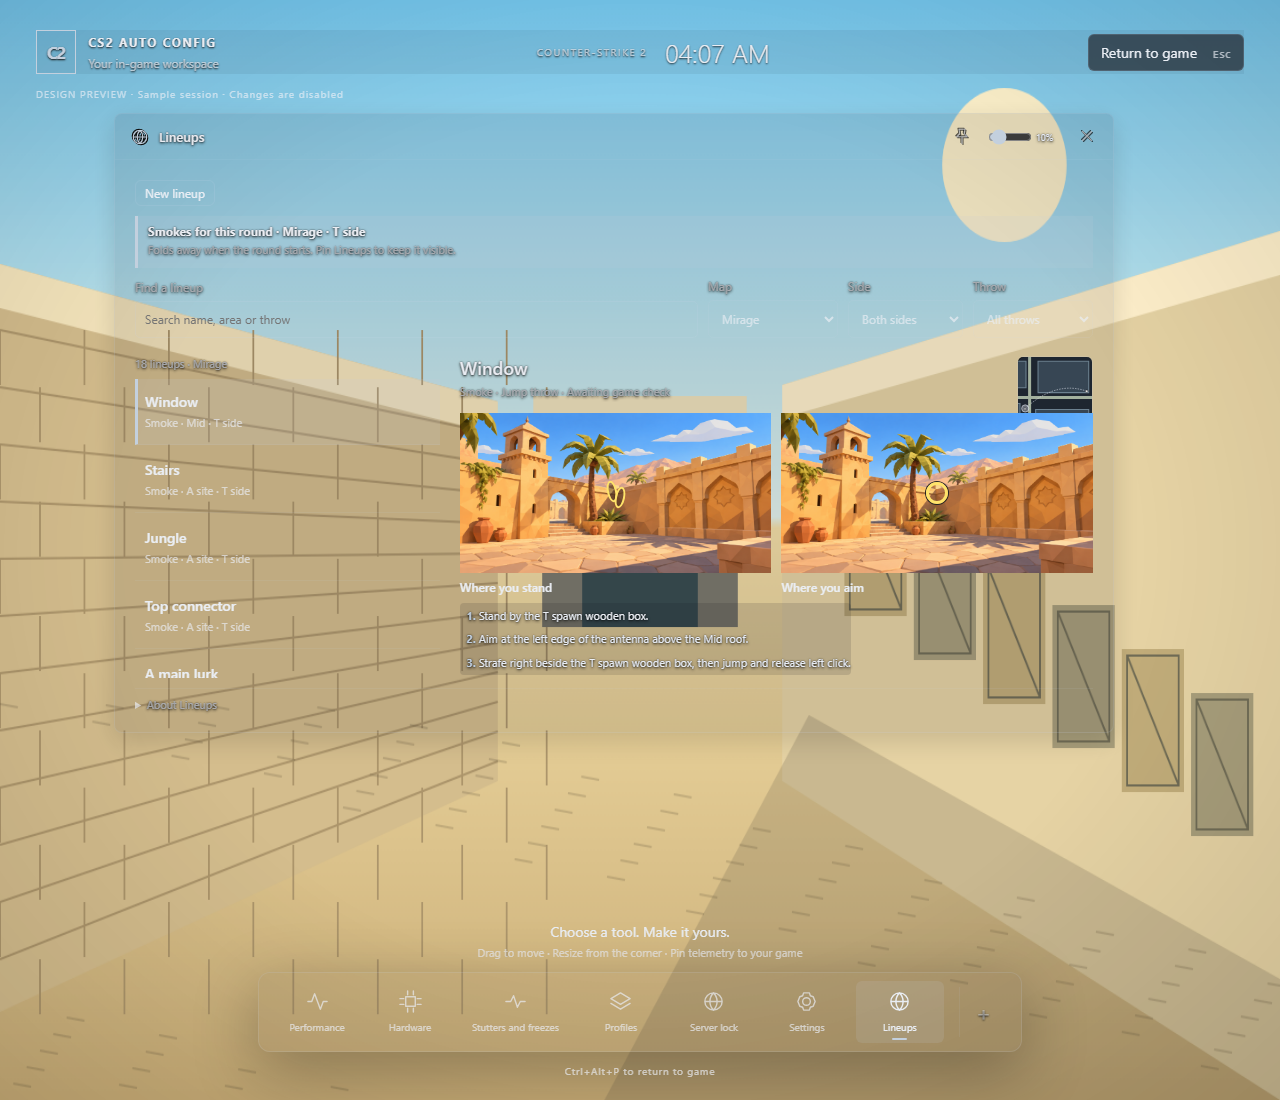 C2
CS2 AUTO CONFIG
Your in-game workspace
COUNTER-STRIKE 2
04:07 AM
Return to game Esc
DESIGN PREVIEW · Sample session · Changes are disabled
Lineups
10%
New lineup
Smokes for this round · Mirage · T side
Folds away when the round starts. Pin Lineups to keep it visible.
Find a lineup
Map
Side
Throw
Search name, area or throw
Mirage
Both sides
All throws
18 lineups · Mirage
Window
Smoke · Mid · T side
Stairs
Smoke · A site · T side
Jungle
Smoke · A site · T side
Top connector
Smoke · A site · T side
A main lurk
About Lineups
Window
Smoke · Jump throw · Awaiting game check
Where you stand
Where you aim
1. Stand by the T spawn wooden box.
2. Aim at the left edge of the antenna above the Mid roof.
3. Strafe right beside the T spawn wooden box, then jump and release left click.
Choose a tool. Make it yours.
Drag to move · Resize from the corner · Pin telemetry to your game
Performance
Hardware
Stutters and freezes
Profiles
Server lock
Settings
Lineups
Ctrl+Alt+P to return to game